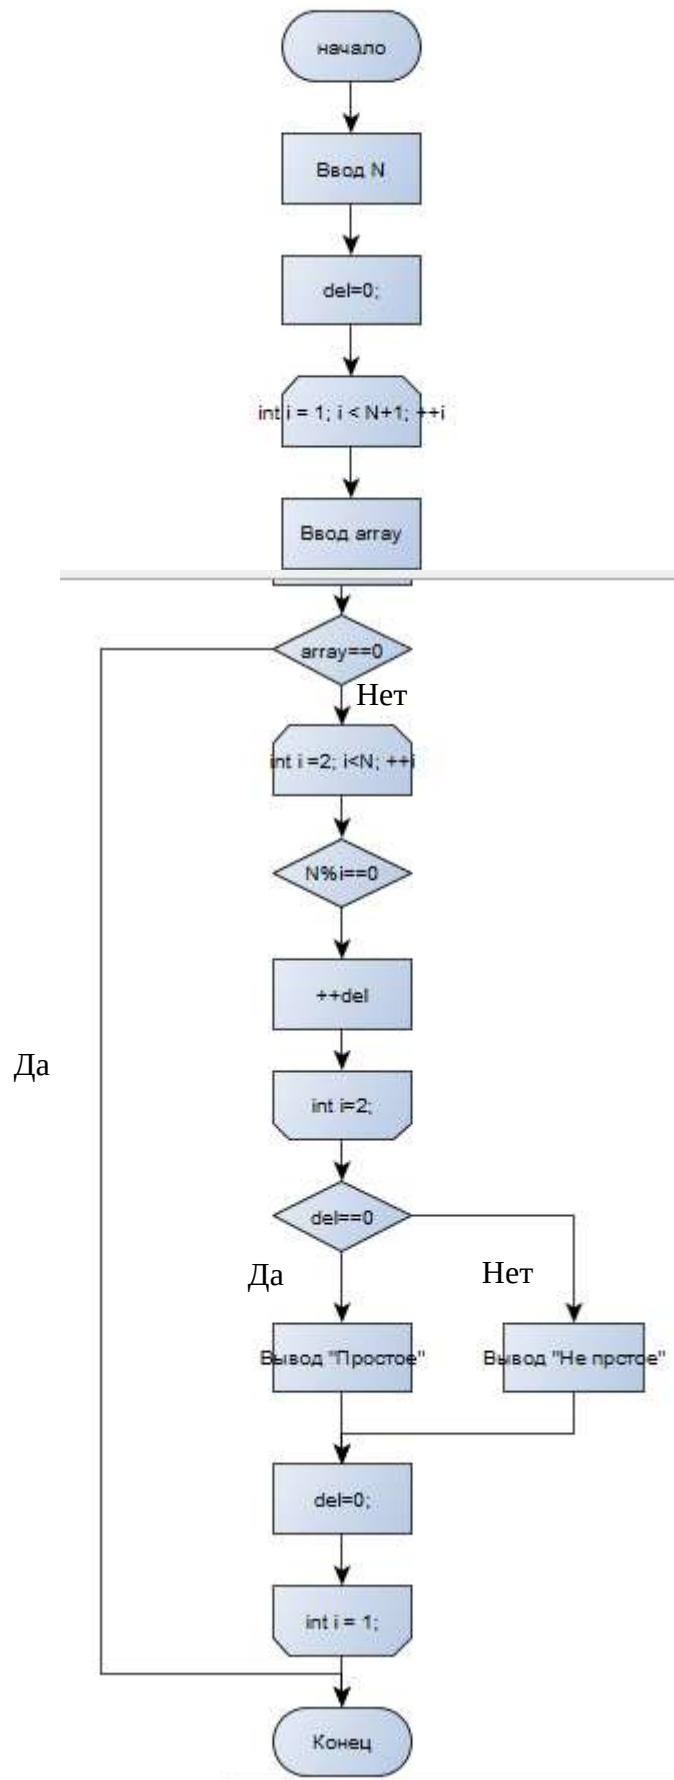 начало
Ввод N
del=0;
int i = 1; i < N+1; ++i
Ввод array
array==0
Нет
int i =2; i<N; ++i
N%i==0
++del
Да
int i=2;
del==0
Да
Нет
Вывод "Простое"
Вывод "Не прстое"
del=0;
int i = 1;
Конец